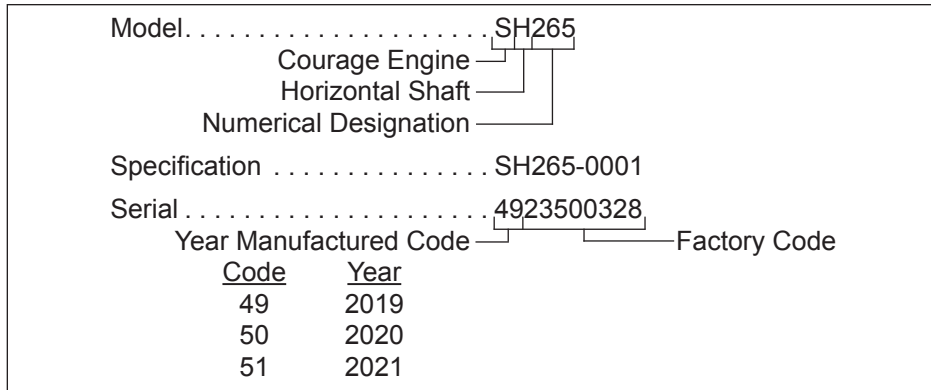 Model. . . . . . . . . . . . . . . . . . . . . SH265
Courage Engine
Horizontal Shaft
Numerical Designation
Specification . . . . . . . . . . . . . . . SH265-0001
Serial . . . . . . . . . . . . . . . . . . . . . 4923500328
Year Manufactured Code Factory Code
Code Year
49 2019
50 2020
51 2021